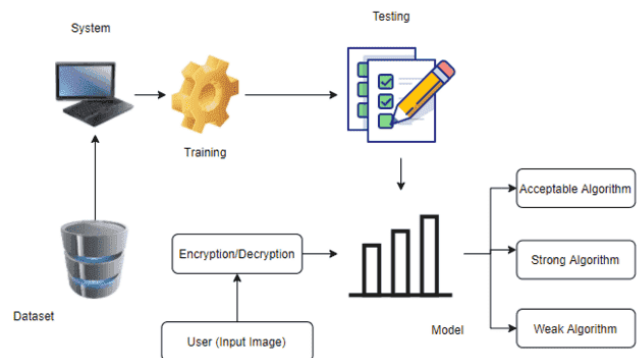 System
Testing
Training
Acceptable Algorithm
Encryption/Decryption
Strong Algorithm
Dataset
User (Input Image)
Model
Weak Algorithm